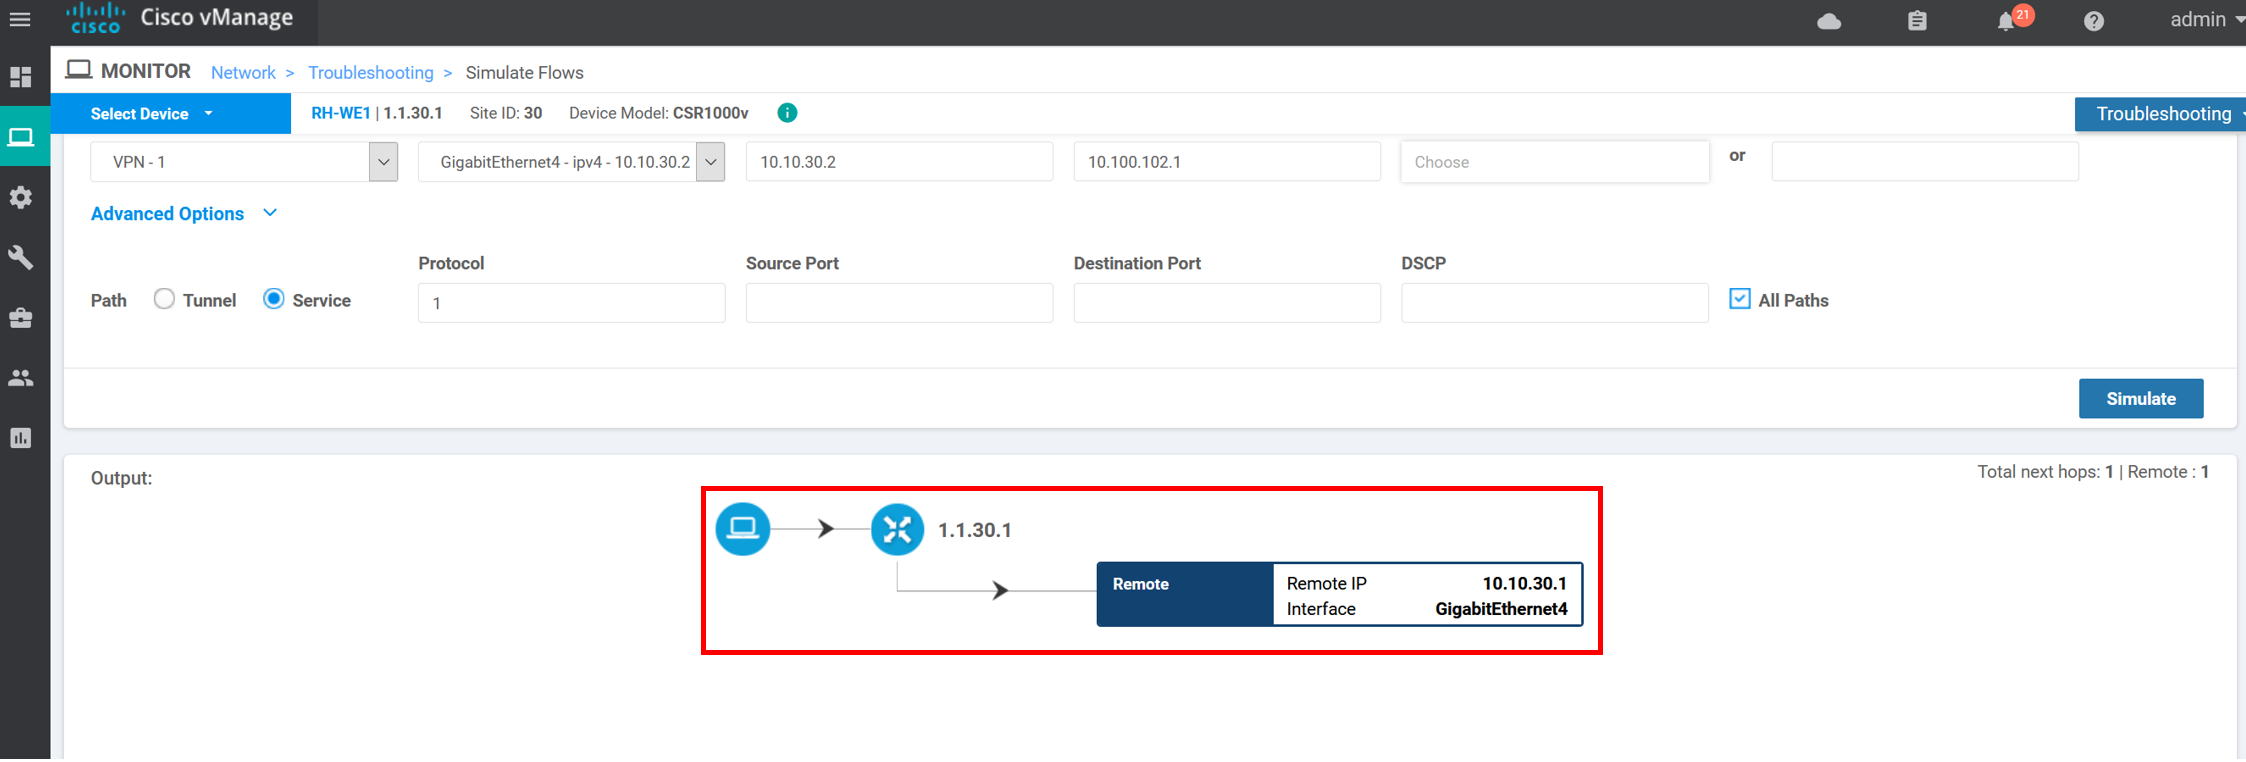 cisco Cisco vManage
21
admin
MONITOR Network > Troubleshooting > Simulate Flows
Select Device RH-WE1 | 1.1.30.1 Site ID: 30 Device Model: CSR1000v Troubleshooting
VPN - 1 GigabitEthernet4 - ipv4 - 10.10.30.2 10.10.30.2 10.100.102.1 Choose or
Advanced Options
Protocol Source Port Destination Port DSCP
Path Tunnel Service 1 All Paths
Simulate
Output: Total next hops: 1 | Remote : 1
1.1.30.1
Remote Remote IP 10.10.30.1
Interface GigabitEthernet4